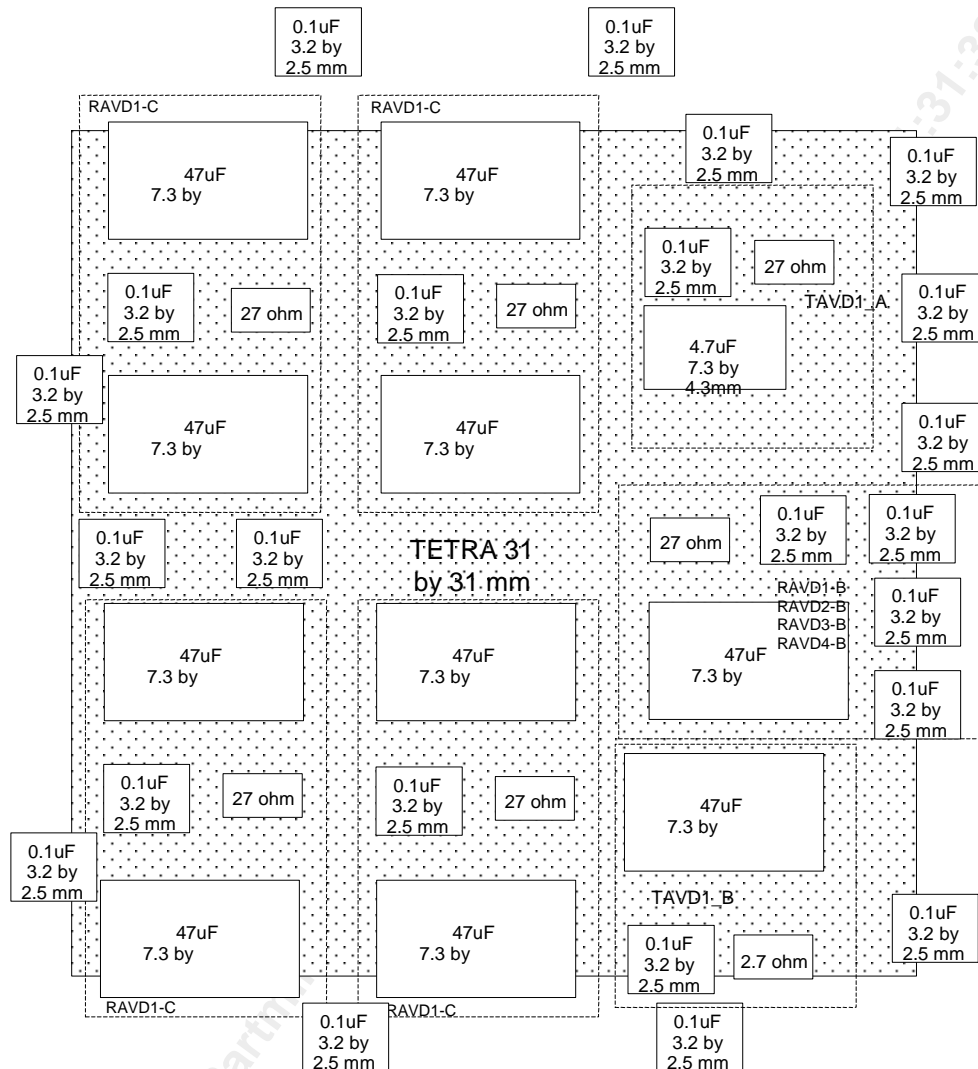 0.1uF
3.2 by
2.5 mm
0.1uF
3.2 by
2.5 mm
RAVD1-C
RAVD1-C
47uF
7.3 by
47uF
7.3 by
0.1uF
3.2 by
2.5 mm
0.1uF
3.2 by
2.5 mm
0.1uF
3.2 by
2.5 mm
27 ohm
TAVD1_A
4.7uF
7.3 by
4.3mm
0.1uF
3.2 by
2.5 mm
27 ohm
0.1uF
3.2 by
2.5 mm
27 ohm
0.1uF
3.2 by
2.5 mm
0.1uF
3.2 by
2.5 mm
47uF
7.3 by
47uF
7.3 by
0.1uF
3.2 by
2.5 mm
0.1uF
3.2 by
2.5 mm
0.1uF
3.2 by
2.5 mm
TETRA 31
by 31 mm
27 ohm
0.1uF
3.2 by
2.5 mm
0.1uF
3.2 by
2.5 mm
RAVD1-B
RAVD2-B
RAVD3-B
RAVD4-B
0.1uF
3.2 by
2.5 mm
47uF
7.3 by
47uF
7.3 by
47uF
7.3 by
0.1uF
3.2 by
2.5 mm
0.1uF
3.2 by
2.5 mm
27 ohm
0.1uF
3.2 by
2.5 mm
27 ohm
47uF
7.3 by
0.1uF
3.2 by
2.5 mm
47uF
7.3 by
47uF
7.3 by
TAVD1_B
0.1uF
3.2 by
2.5 mm
2.7 ohm
0.1uF
3.2 by
2.5 mm
RAVD1-C
RAVD1-C
0.1uF
3.2 by
2.5 mm
0.1uF
3.2 by
2.5 mm